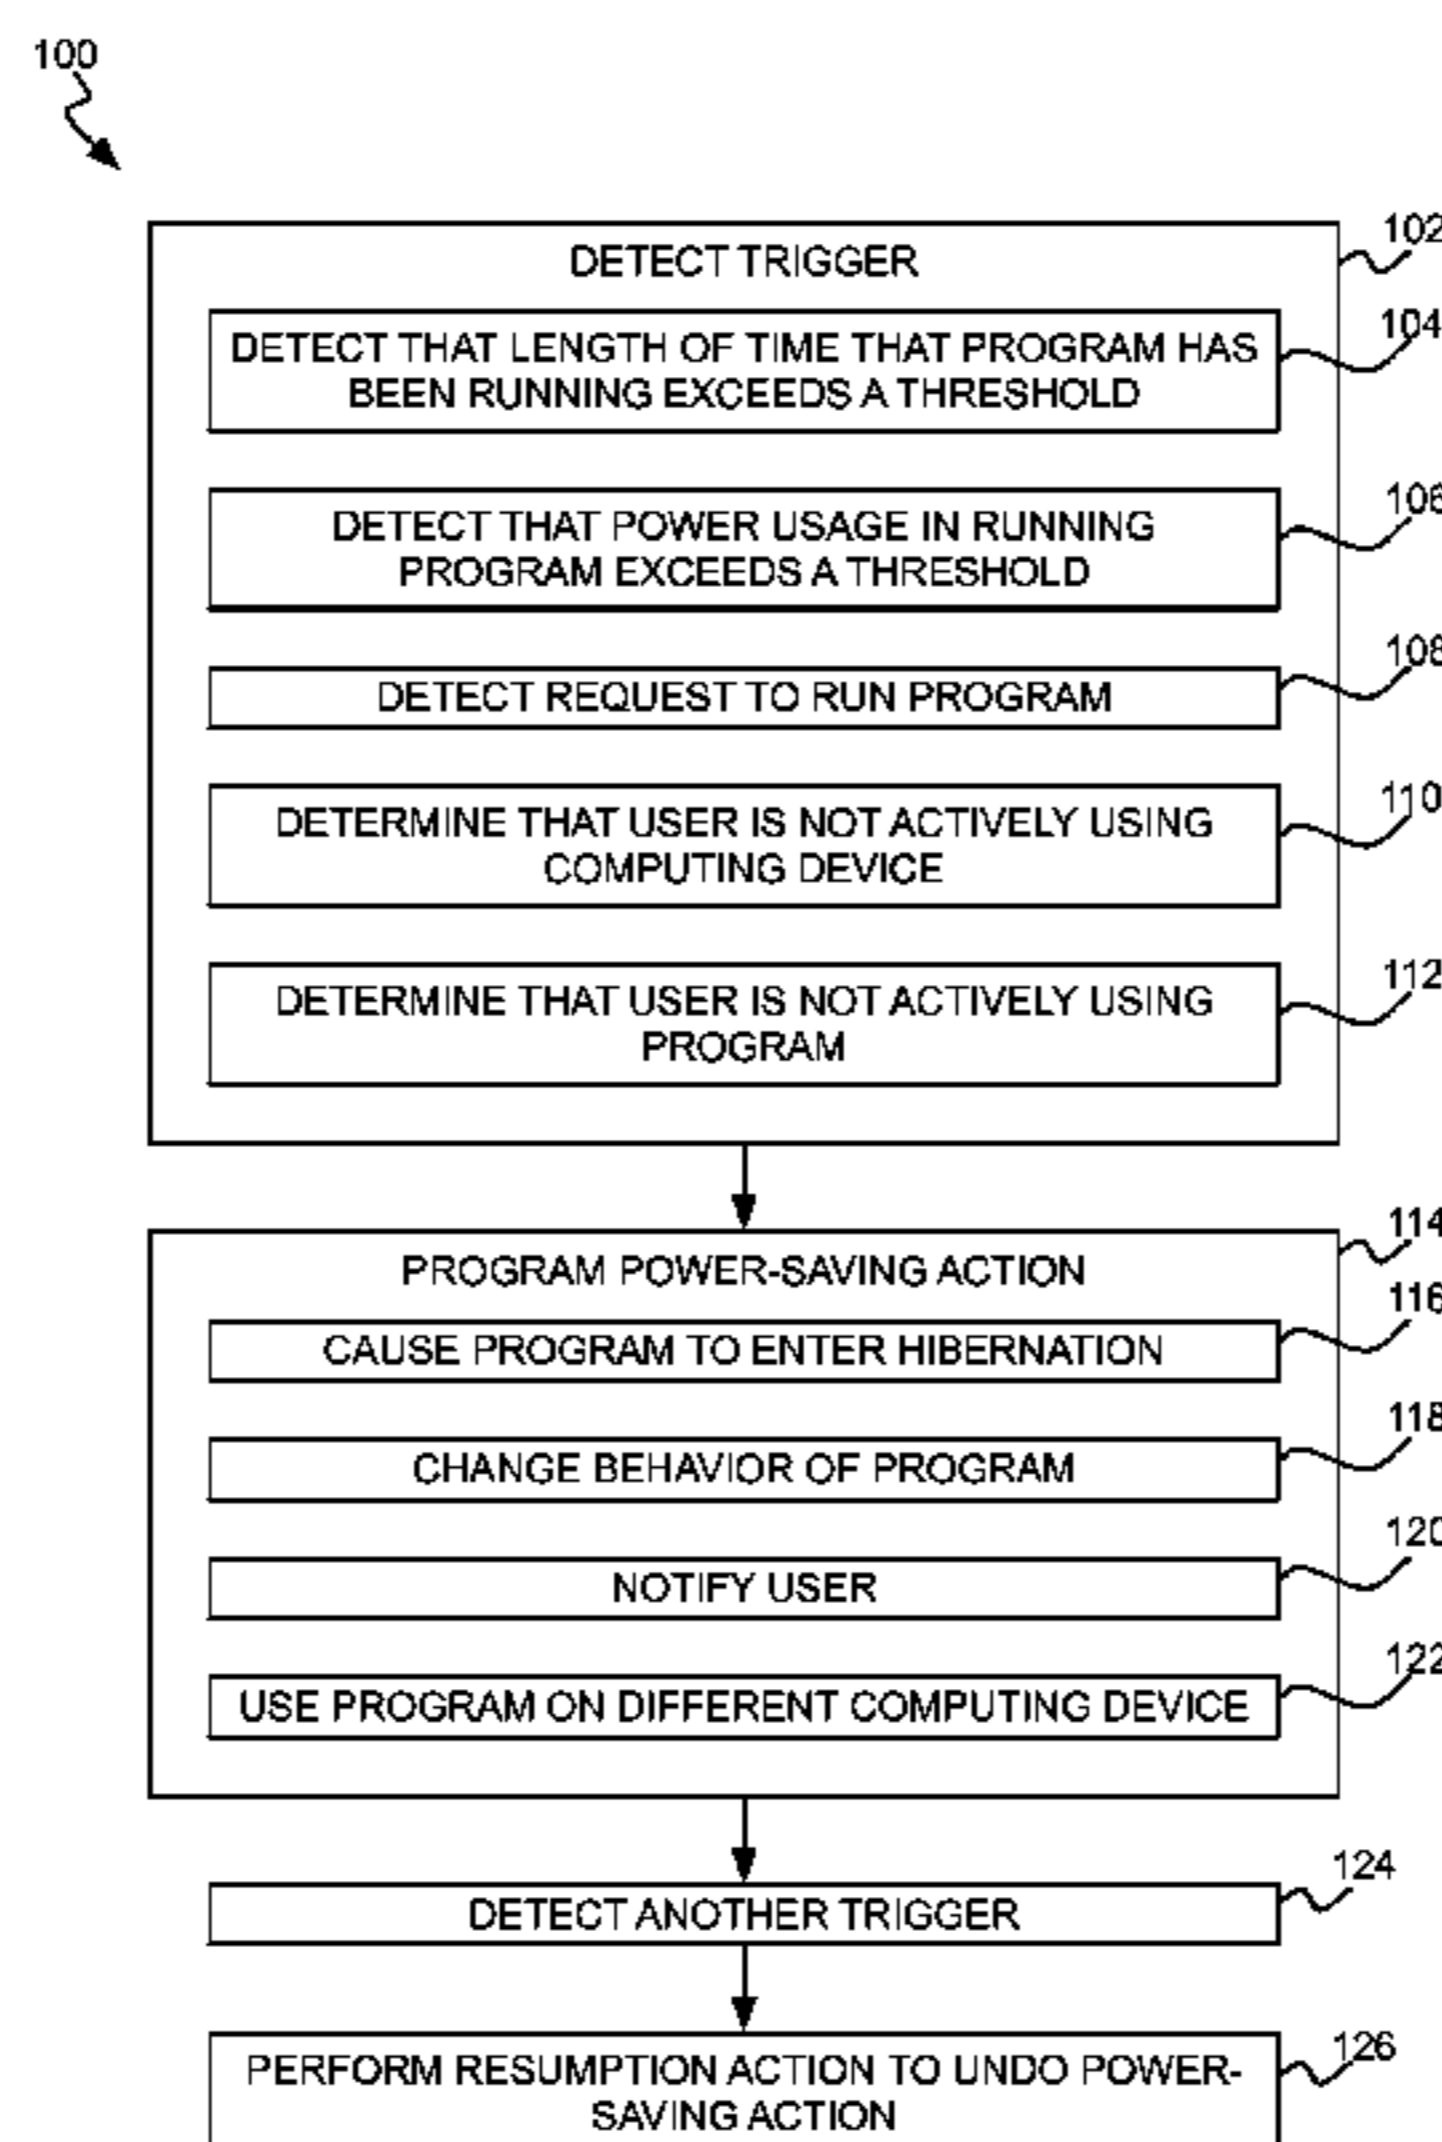 100
102
DETECT TRIGGER
104
DETECT THAT LENGTH OF TIME THAT PROGRAM HAS
BEEN RUNNING EXCEEDS A THRESHOLD
106
DETECT THAT POWER USAGE IN RUNNING
PROGRAM EXCEEDS A THRESHOLD
108
DETECT REQUEST TO RUN PROGRAM
110
DETERMINE THAT USER IS NOT ACTIVELY USING
COMPUTING DEVICE
112
DETERMINE THAT USER IS NOT ACTIVELY USING
PROGRAM
114
PROGRAM POWER-SAVING ACTION
116
CAUSE PROGRAM TO ENTER HIBERNATION
118
CHANGE BEHAVIOR OF PROGRAM
120
NOTIFY USER
122
USE PROGRAM ON DIFFERENT COMPUTING DEVICE
124
DETECT ANOTHER TRIGGER
126
PERFORM RESUMPTION ACTION TO UNDO POWER-
SAVING ACTION